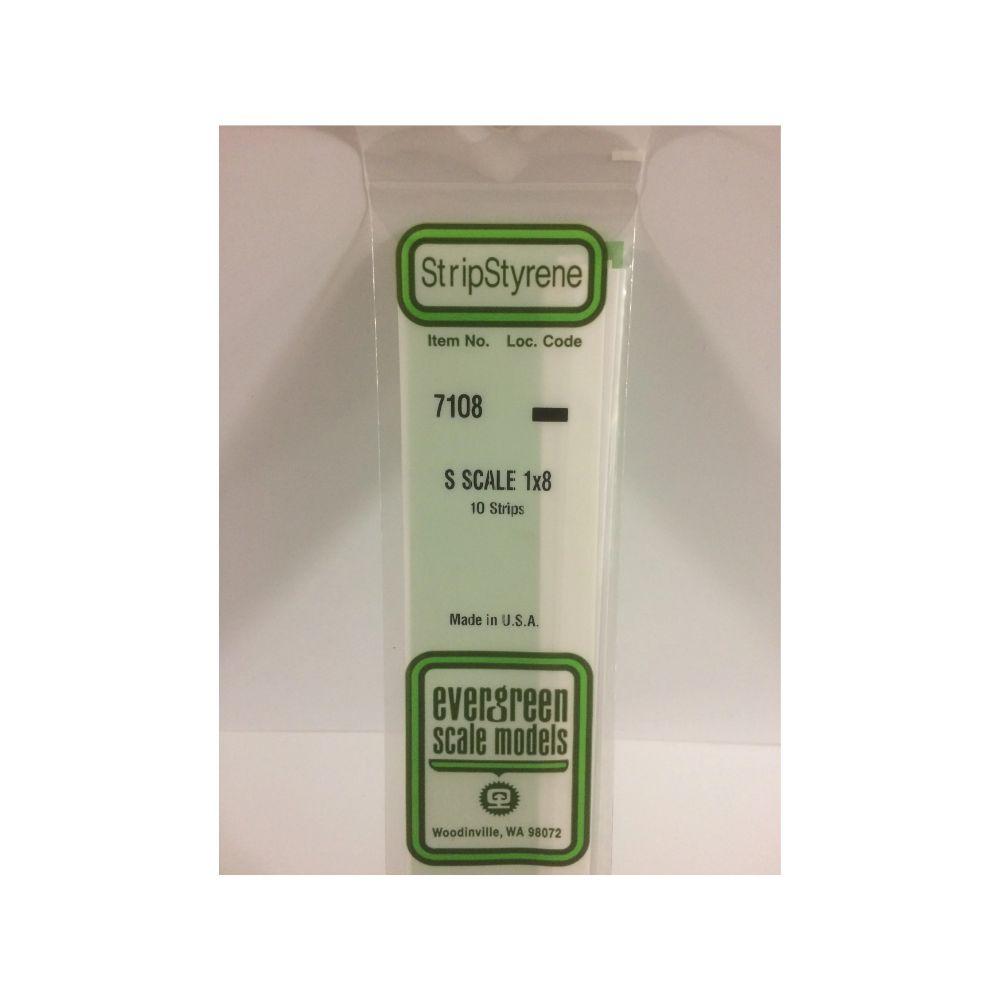 StripStyrene
Item No. Loc. Code
7108
S SCALE 1x8
10 Strips
Made in U.S.A.
evergreen
scale models
Woodinville, WA 98072